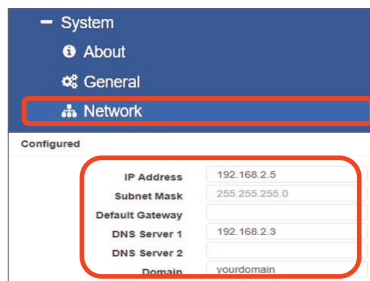 − System
About
General
Network
Configured
IP Address 192.168.2.5
Subnet Mask 255.255.255.0
Default Gateway
DNS Server 1 192.168.2.3
DNS Server 2
Domain yourdomain